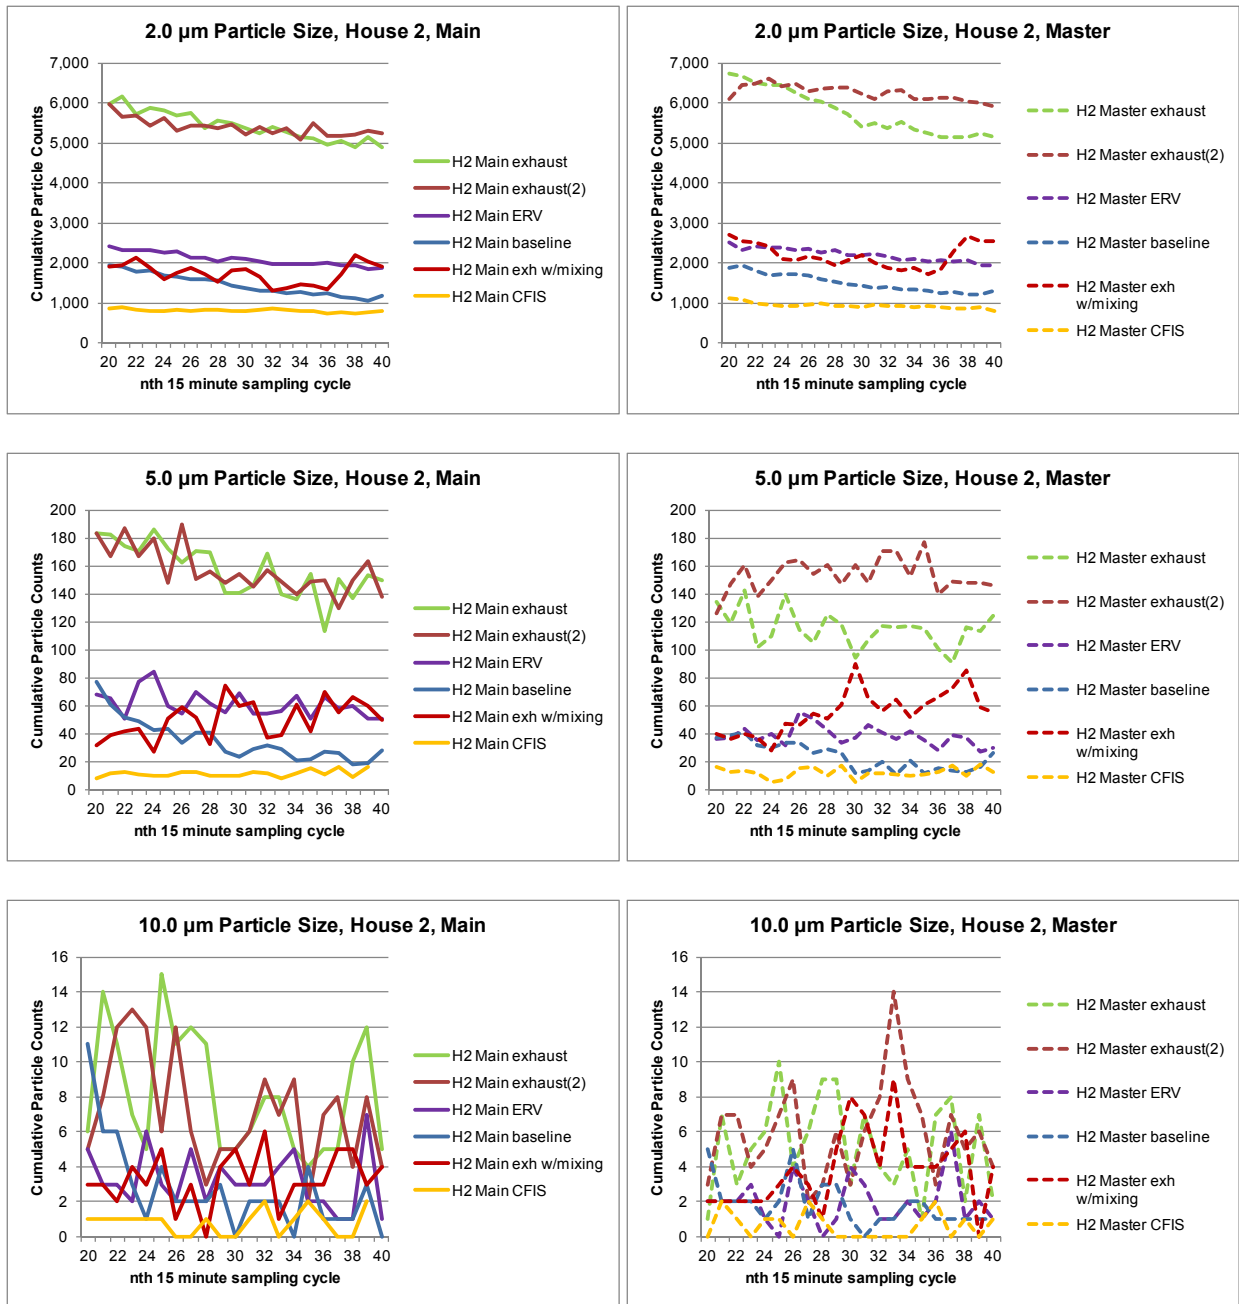 2.0 µm Particle Size, House 2, Main
Cumulative Particle Counts
7,000
6,000
5,000
4,000
3,000
2,000
1,000
0
20 22 24 26 28 30 32 34 36 38 40
nth 15 minute sampling cycle
H2 Main exhaust
H2 Main exhaust(2)
H2 Main ERV
H2 Main baseline
H2 Main exh w/mixing
H2 Main CFIS
2.0 µm Particle Size, House 2, Master
Cumulative Particle Counts
7,000
6,000
5,000
4,000
3,000
2,000
1,000
0
20 22 24 26 28 30 32 34 36 38 40
nth 15 minute sampling cycle
H2 Master exhaust
H2 Master exhaust(2)
H2 Master ERV
H2 Master baseline
H2 Master exh
w/mixing
H2 Master CFIS
5.0 µm Particle Size, House 2, Main
Cumulative Particle Counts
200
180
160
140
120
100
80
60
40
20
0
20 22 24 26 28 30 32 34 36 38 40
nth 15 minute sampling cycle
H2 Main exhaust
H2 Main exhaust(2)
H2 Main ERV
H2 Main baseline
H2 Main exh w/mixing
H2 Main CFIS
5.0 µm Particle Size, House 2, Master
Cumulative Particle Counts
200
180
160
140
120
100
80
60
40
20
0
20 22 24 26 28 30 32 34 36 38 40
nth 15 minute sampling cycle
H2 Master exhaust
H2 Master exhaust(2)
H2 Master ERV
H2 Master baseline
H2 Master exh
w/mixing
H2 Master CFIS
10.0 µm Particle Size, House 2, Main
Cumulative Particle Counts
16
14
12
10
8
6
4
2
0
20 22 24 26 28 30 32 34 36 38 40
nth 15 minute sampling cycle
H2 Main exhaust
H2 Main exhaust(2)
H2 Main ERV
H2 Main baseline
H2 Main exh w/mixing
H2 Main CFIS
10.0 µm Particle Size, House 2, Master
Cumulative Particle Counts
16
14
12
10
8
6
4
2
0
20 22 24 26 28 30 32 34 36 38 40
nth 15 minute sampling cycle
H2 Master exhaust
H2 Master exhaust(2)
H2 Master ERV
H2 Master baseline
H2 Master exh
w/mixing
H2 Master CFIS